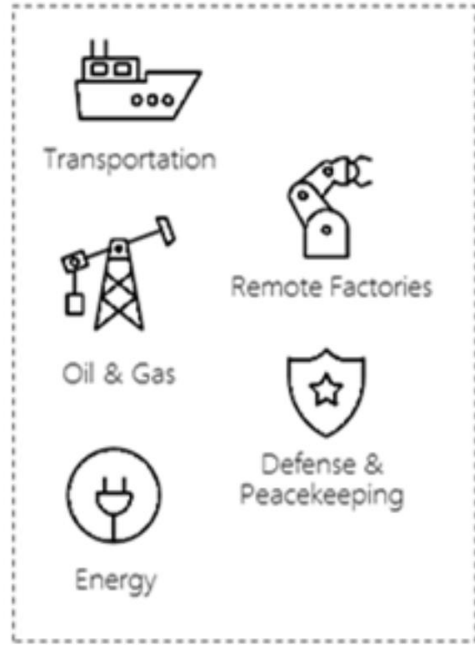 Transportation
Remote Factories
Oil & Gas
Defense &
Peacekeeping
Energy